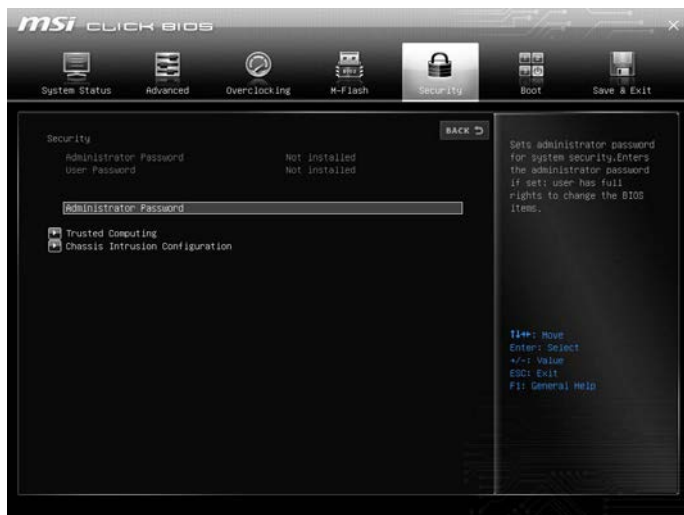 msi CLICK BIOS
System Status
Advanced
Overclocking
M-Flash
Security
Boot
Save & Exit
BACK
Security
Administrator Password Not installed
User Password Not installed
Administrator Password
Trusted Computing
Chassis Intrusion Configuration
Sets administrator password
for system security.Enters
the administrator password
if set: user has full
rights to change the BIOS
items.
↑↓←→: Move
Enter: Select
+/-: Value
ESC: Exit
F1: General Help